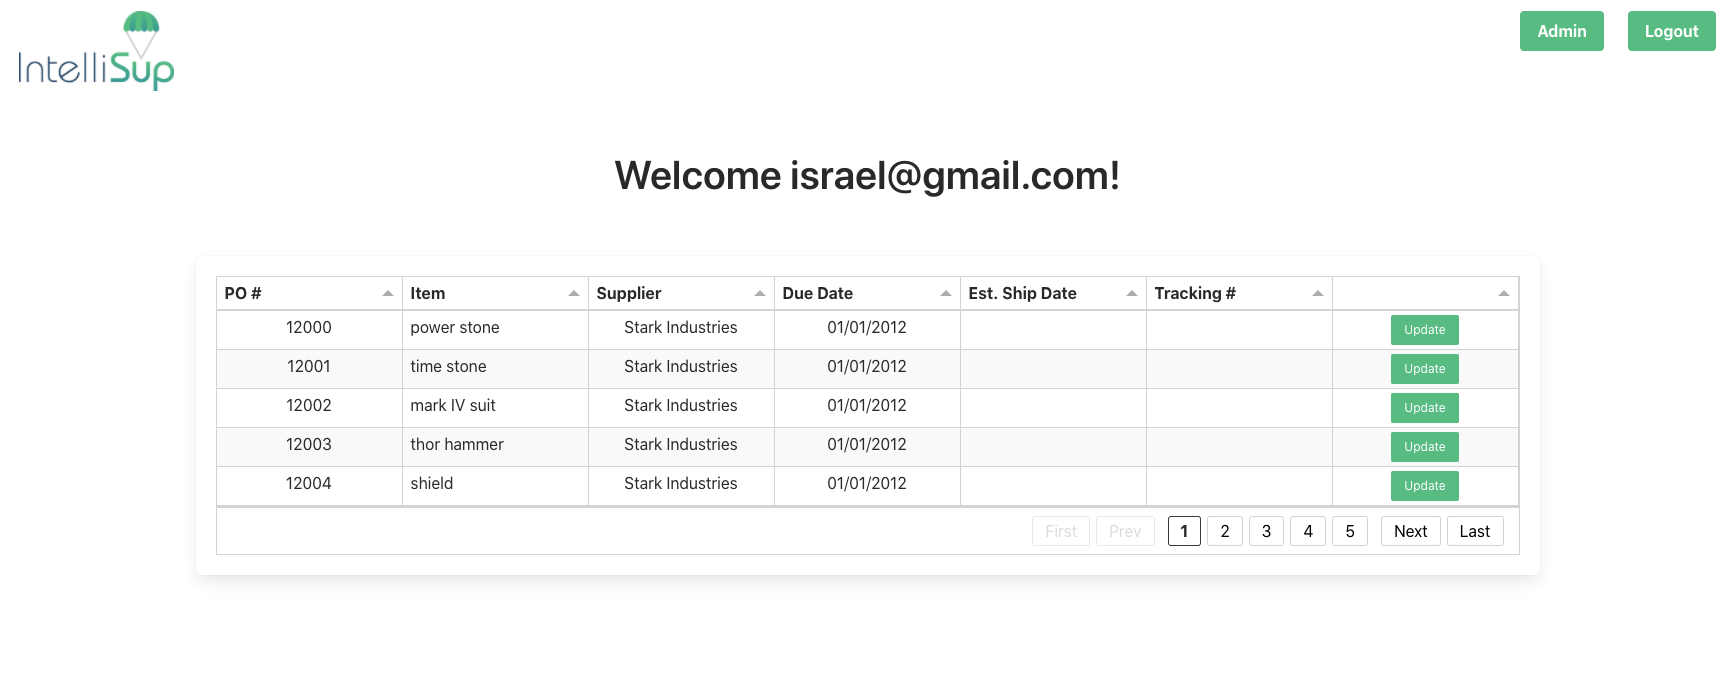 IntelliSup
Admin Logout
Welcome israel@gmail.com!
PO # Item Supplier Due Date Est. Ship Date Tracking #
12000 power stone Stark Industries 01/01/2012 Update
12001 time stone Stark Industries 01/01/2012 Update
12002 mark IV suit Stark Industries 01/01/2012 Update
12003 thor hammer Stark Industries 01/01/2012 Update
12004 shield Stark Industries 01/01/2012 Update
First Prev 1 2 3 4 5 Next Last